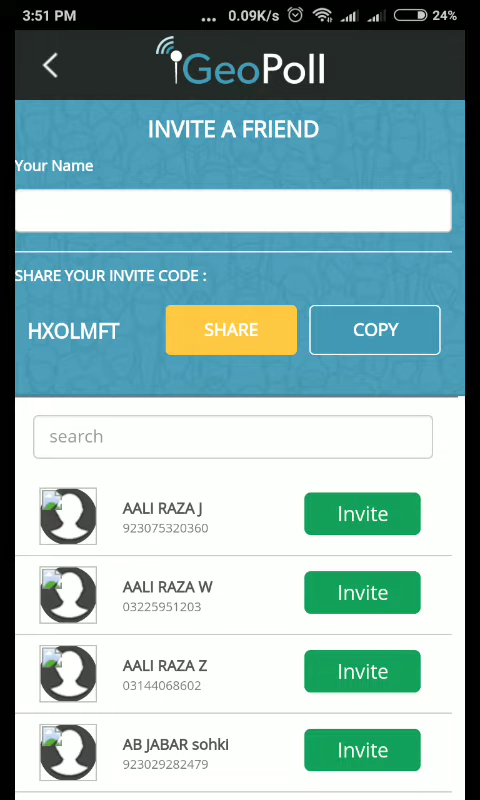 3:51 PM ... 0.09K/s 24%
GeoPoll
INVITE A FRIEND
Your Name
SHARE YOUR INVITE CODE :
HXOLMFT SHARE COPY
search
AALI RAZA J
923075320360
Invite
AALI RAZA W
03225951203
Invite
AALI RAZA Z
03144068602
Invite
AB JABAR sohkl
923029282479
Invite